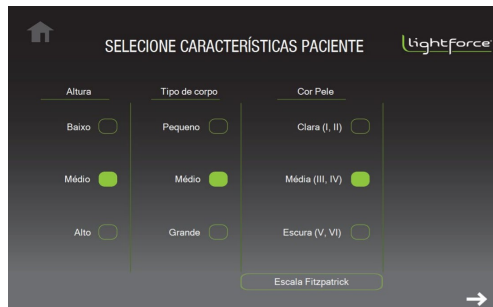 SELECIONE CARACTERÍSTICAS PACIENTE
lightforce
Altura
Tipo de corpo
Cor Pele
Baixo
Pequeno
Clara (I, II)
Médio
Médio
Média (III, IV)
Alto
Grande
Escura (V, VI)
Escala Fitzpatrick